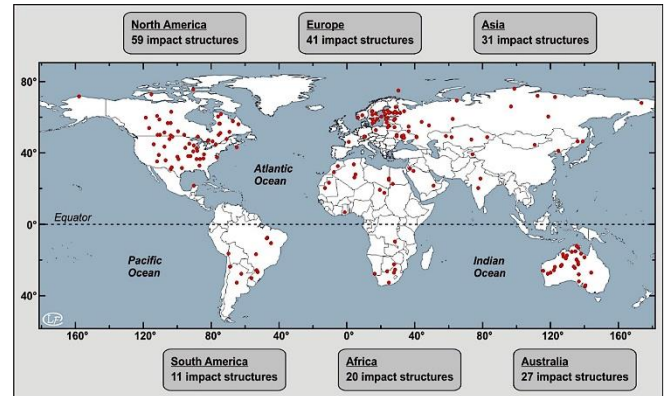 North America
59 impact structures
Europe
41 impact structures
Asia
31 impact structures
80°
40°
0°
40°
Atlantic
Ocean
Equator
Pacific
Ocean
Indian
Ocean
160° 120° 80° 40° 0° 40° 80° 120° 160°
South America
11 impact structures
Africa
20 impact structures
Australia
27 impact structures